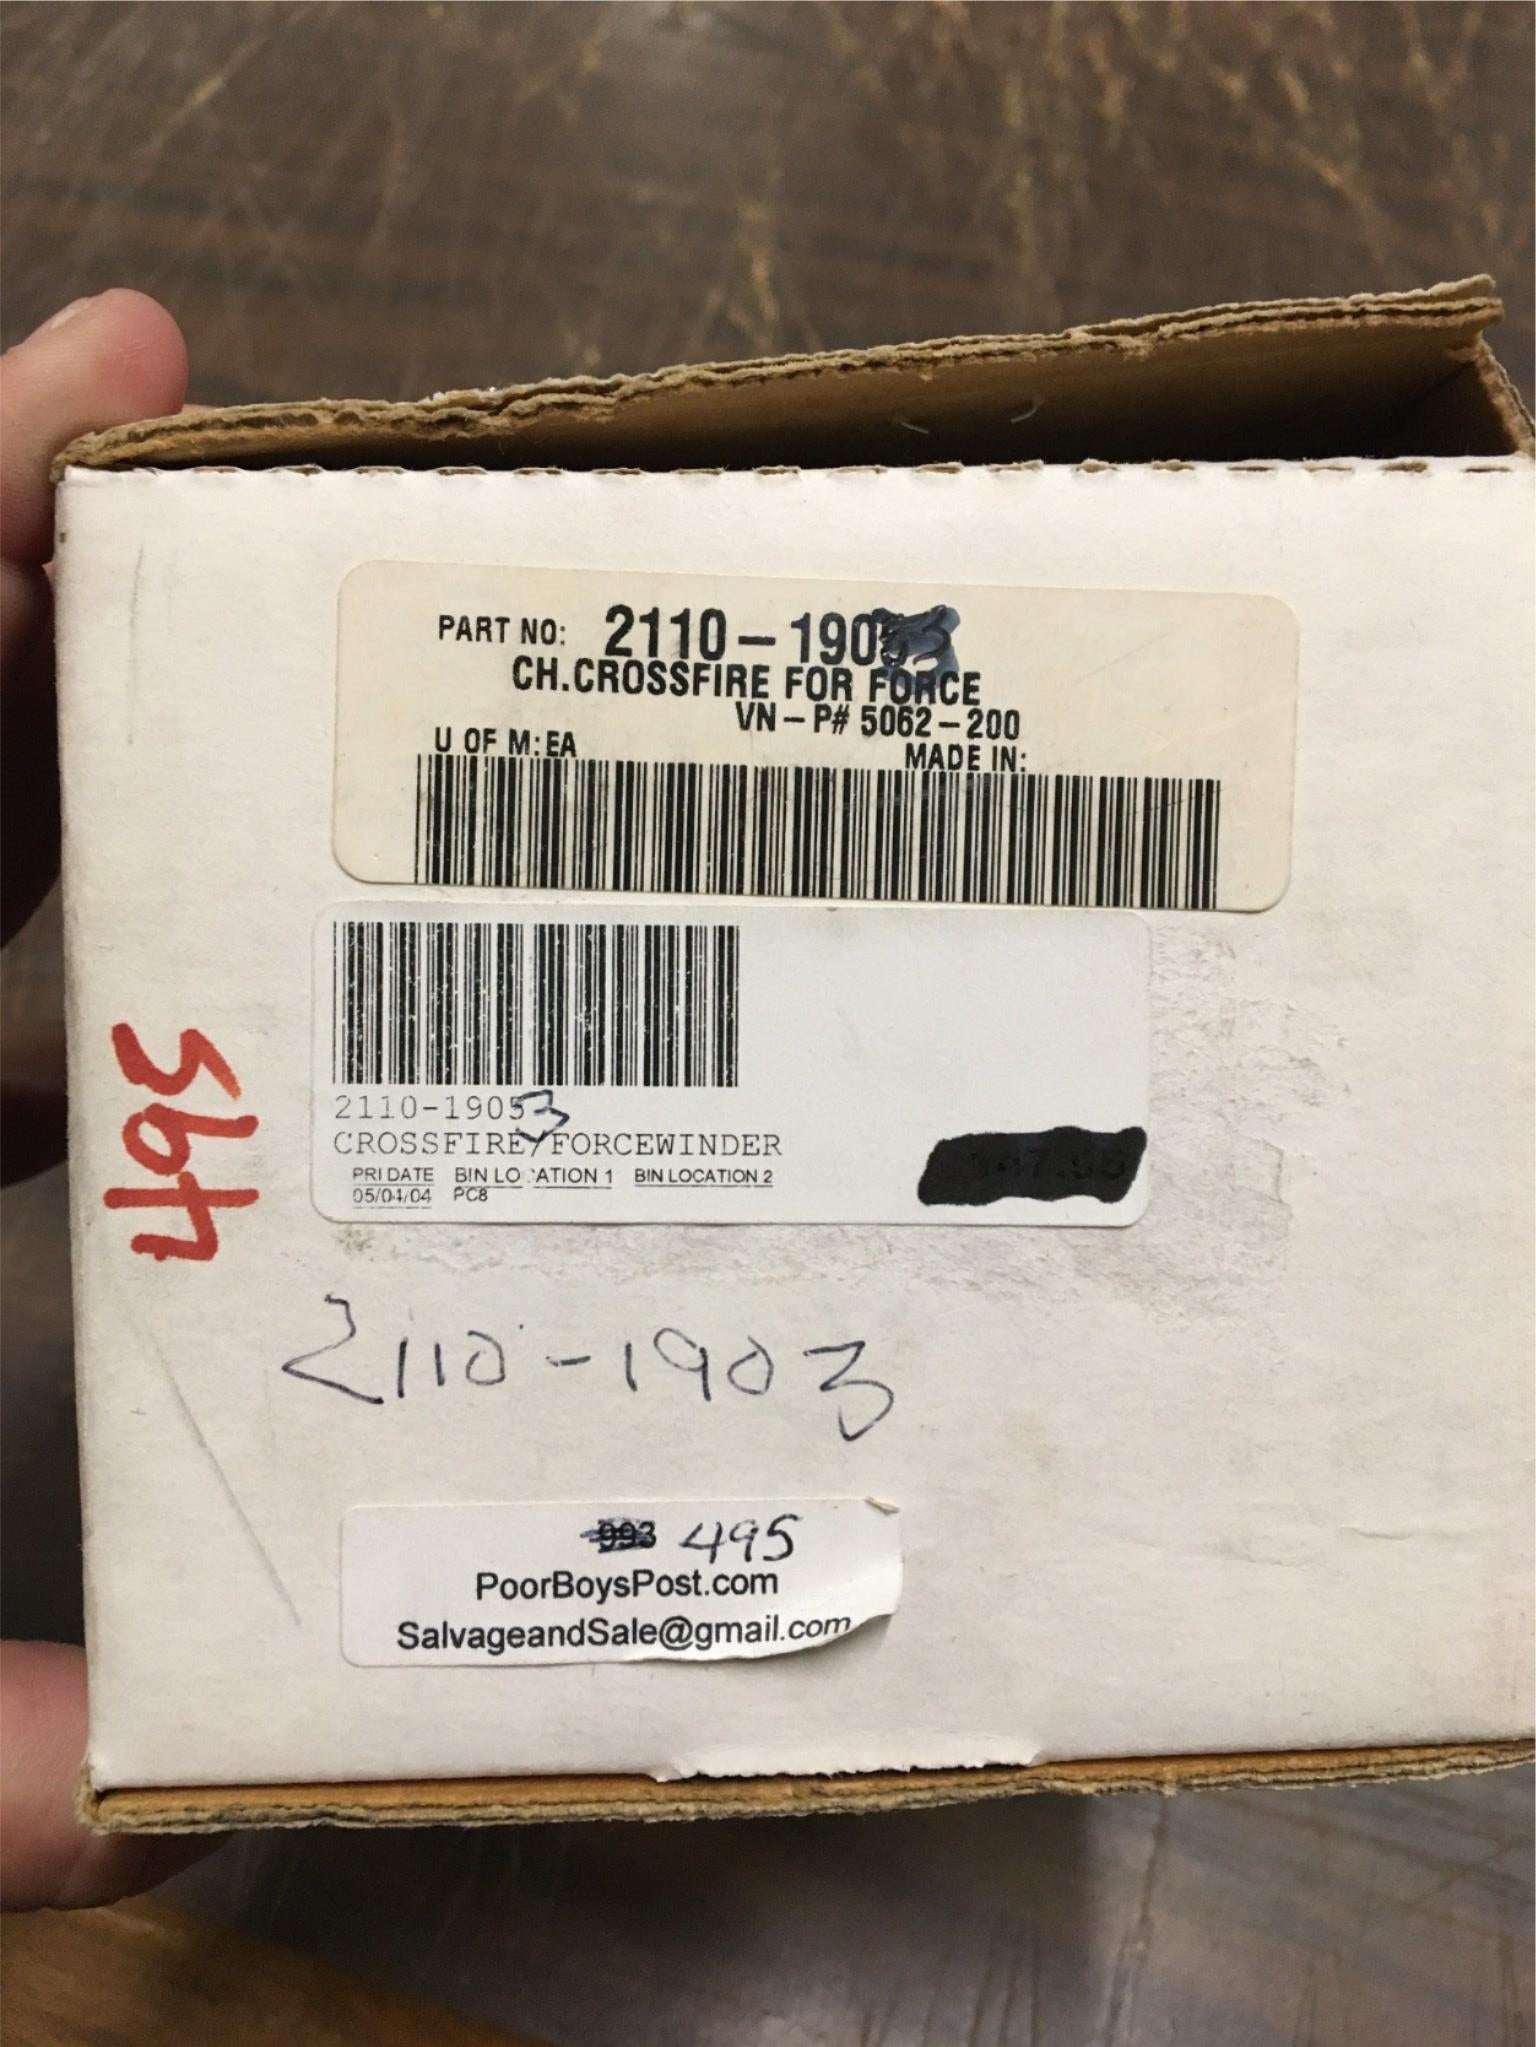 PART NO: 2110-1903
CH.CROSSFIRE FOR FORCE
VN-P# 5062-200
U OF M: EA MADE IN:
2110-19053
CROSSFIRE/FORCEWINDER
PRI DATE BIN LOCATION 1 BIN LOCATION 2
05/04/04 PC8
495
2110-1903
993 495
PoorBoysPost.com
SalvageandSale@gmail.com